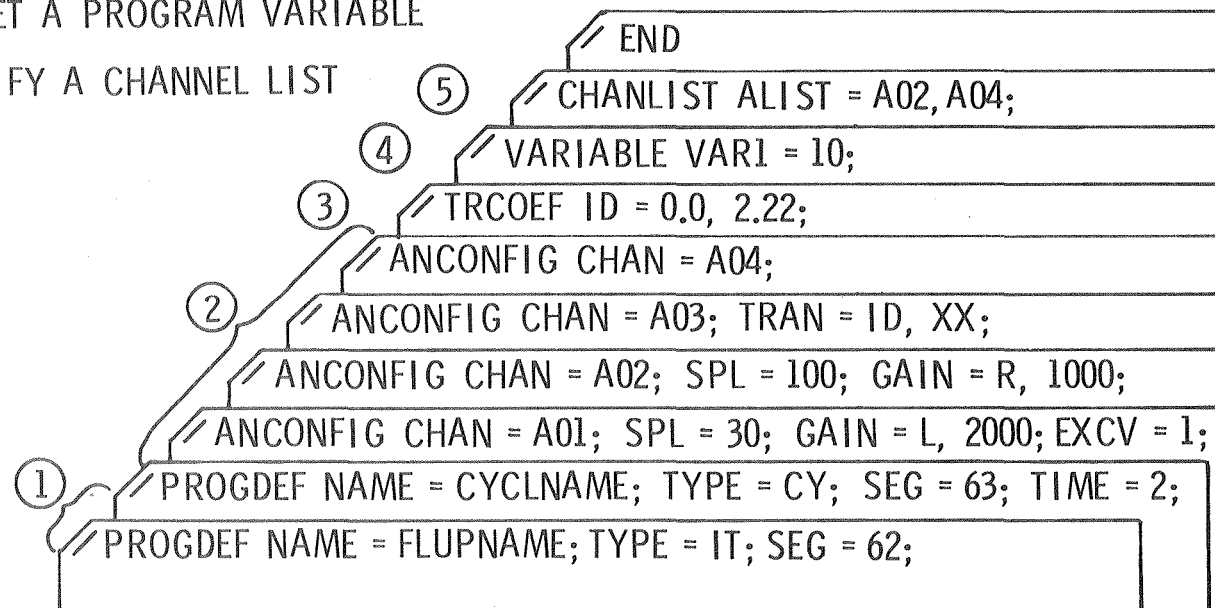 A PROGRAM VARIABLE
FY A CHANNEL LIST
// END
⑤ // CHANLIST ALIST = A02, A04;
④ // VARIABLE VAR1 = 10;
③ // TRCOEF ID = 0.0, 2.22;
// ANCONFIG CHAN = A04;
② // ANCONFIG CHAN = A03; TRAN = ID, XX;
// ANCONFIG CHAN = A02; SPL = 100; GAIN = R, 1000;
// ANCONFIG CHAN = A01; SPL = 30; GAIN = L, 2000; EXCV = 1;
① // PROGDEF NAME = CYCLNAME; TYPE = CY; SEG = 63; TIME = 2;
// PROGDEF NAME = FLUPNAME; TYPE = IT; SEG = 62;